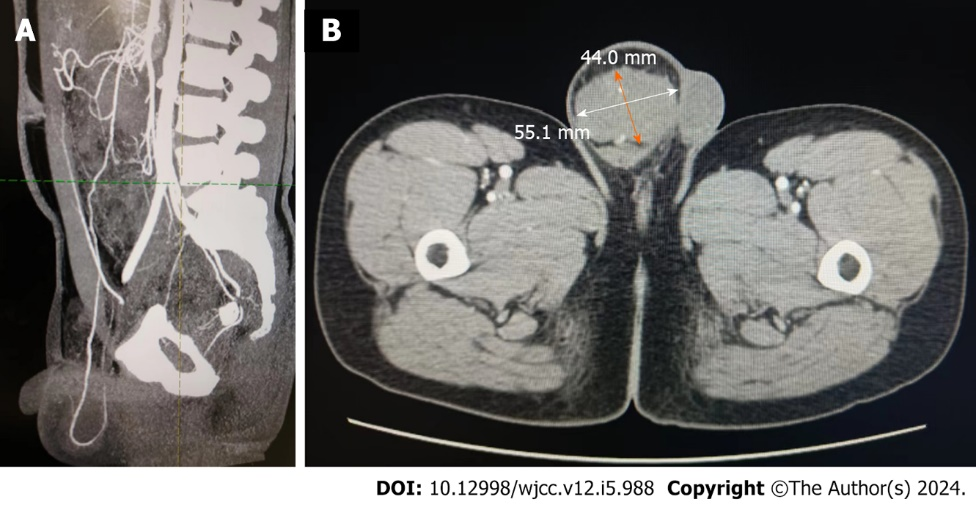 A
B
44.0 mm
55.1 mm
DOI: 10.12998/wjcc.v12.i5.988 Copyright ©The Author(s) 2024.